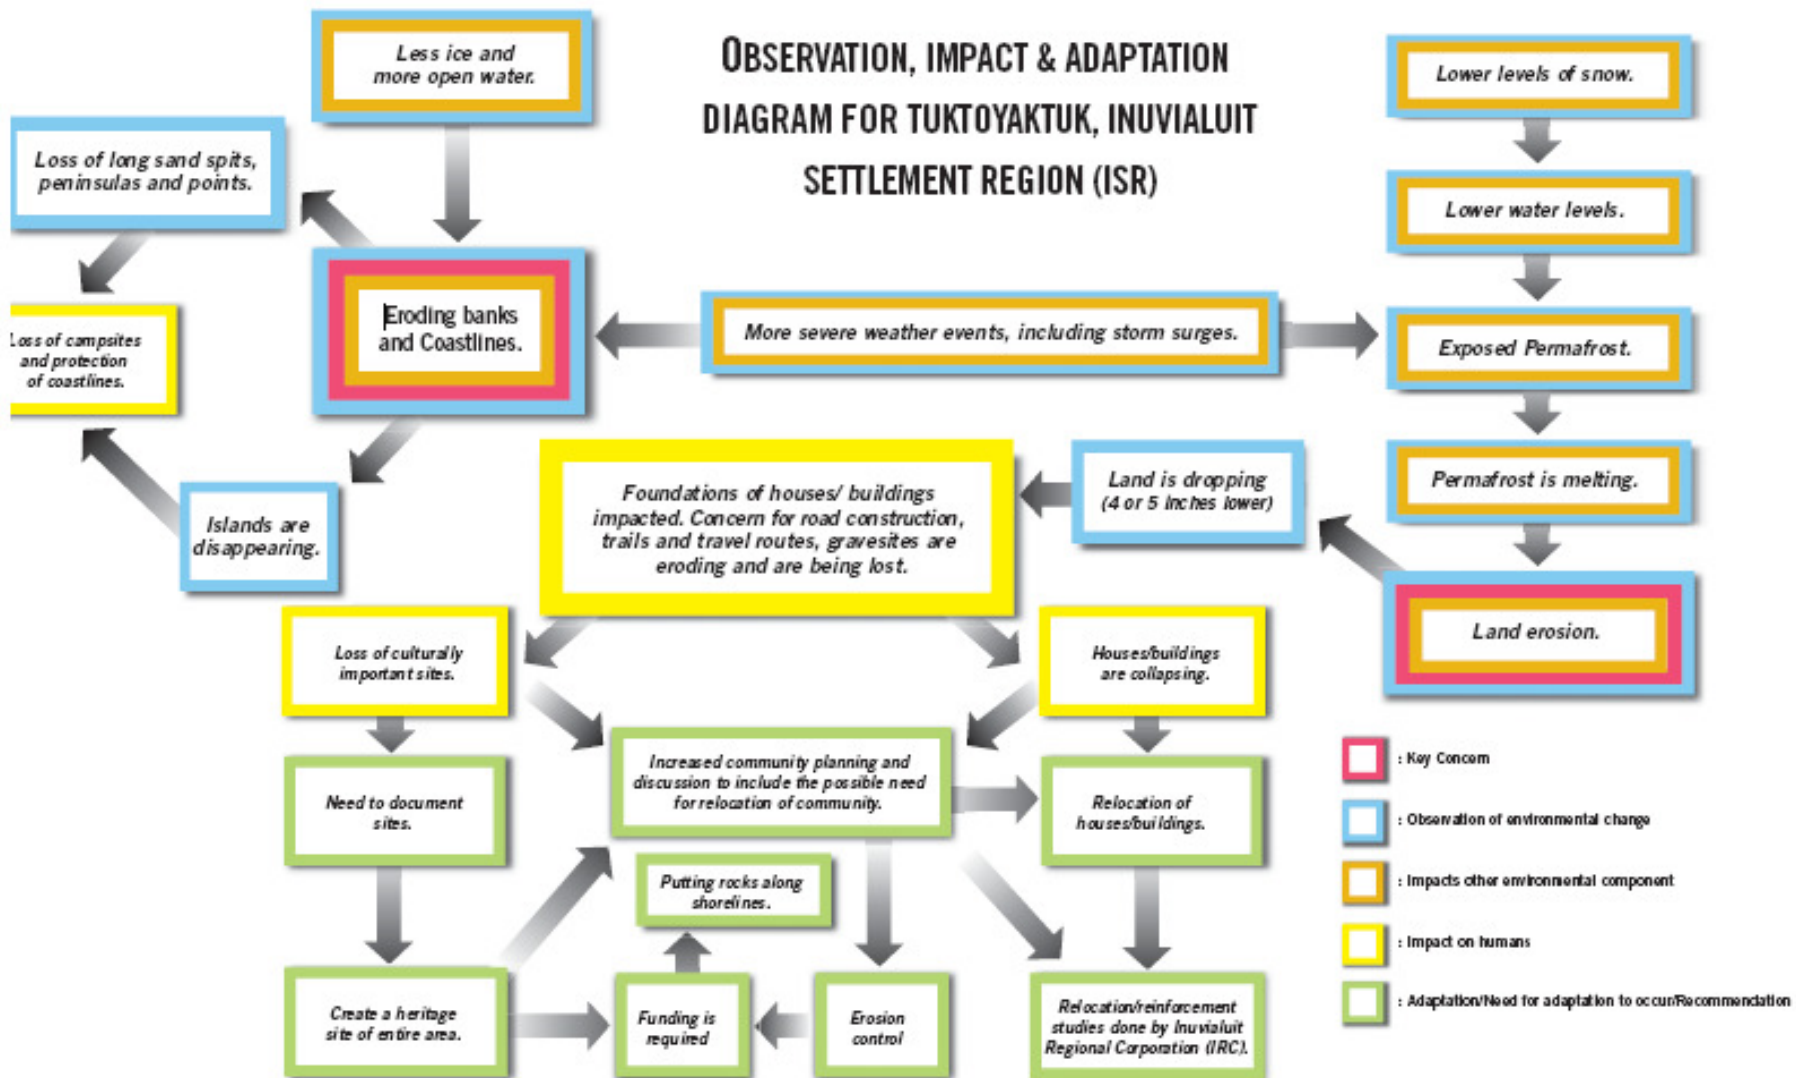 OBSERVATION, IMPACT & ADAPTATION
DIAGRAM FOR TUKTOYAKTUK, INUVIALUIT
SETTLEMENT REGION (ISR)
Less ice and
more open water.
Lower levels of snow.
Loss of long sand spits,
peninsulas and points.
Lower water levels.
Eroding banks
and Coastlines.
More severe weather events, including storm surges.
Exposed Permafrost.
Loss of campsites
and protection
of coastlines.
Permafrost is melting.
Land is dropping
(4 or 5 inches lower)
Foundations of houses/ buildings
impacted. Concern for road construction,
trails and travel routes, gravesites are
eroding and are being lost.
Islands are
disappearing.
Land erosion.
Loss of culturally
important sites.
Houses/buildings
are collapsing.
Increased community planning and
discussion to include the possible need
for relocation of community.
Need to document
sites.
Relocation of
houses/buildings.
Putting rocks along
shorelines.
Create a heritage
site of entire area.
Funding is
required
Erosion
control
Relocation/reinforcement
studies done by Inuvialuit
Regional Corporation (IRC).
: Key Concern
: Observation of environmental change
: Impacts other environmental component
: Impact on humans
: Adaptation/Need for adaptation to occur/Recommendation